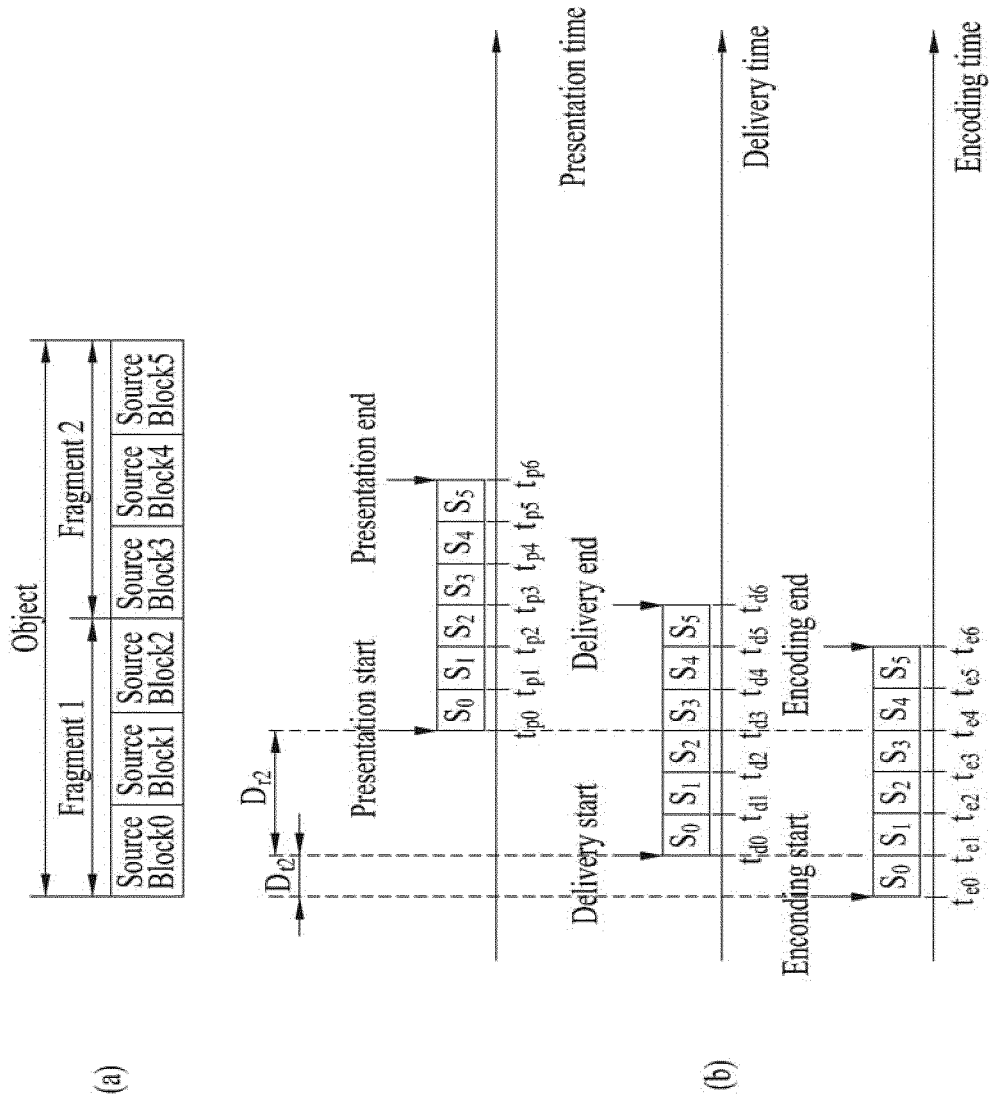 (a)
Object
Fragment 1
Fragment 2
Source Block0
Source Block1
Source Block2
Source Block3
Source Block4
Source Block5
(b)
Dt2
Dr2
Presentation start
Presentation end
S0 S1 S2 S3 S4 S5
tp0 tp1 tp2 tp3 tp4 tp5 tp6
Presentation time
Delivery start
Delivery end
S0 S1 S2 S3 S4 S5
td0 td1 td2 td3 td4 td5 td6
Delivery time
Enconding start
Encoding end
S0 S1 S2 S3 S4 S5
te0 te1 te2 te3 te4 te5 te6
Encoding time